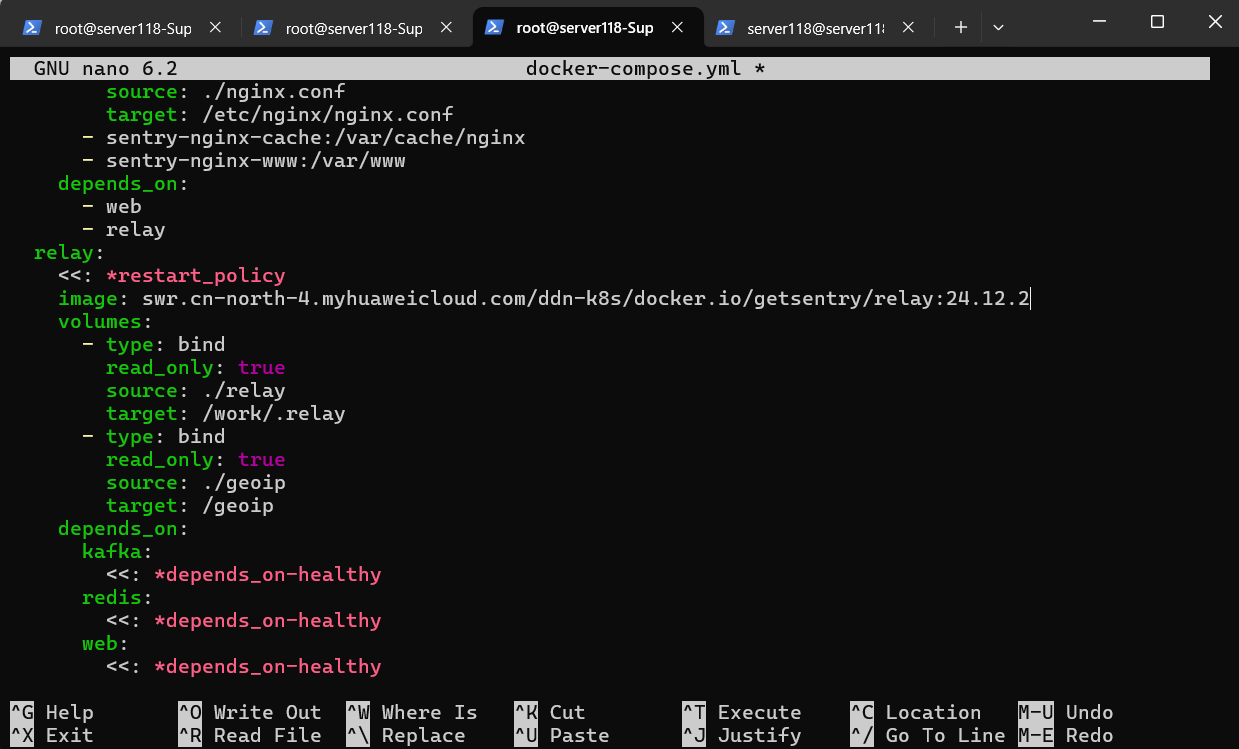 root@server118-Sup root@server118-Sup root@server118-Sup server118@server11
GNU nano 6.2 docker-compose.yml *
source: ./nginx.conf
target: /etc/nginx/nginx.conf
- sentry-nginx-cache:/var/cache/nginx
- sentry-nginx-www:/var/www
depends_on:
- web
- relay
relay:
<<: *restart_policy
image: swr.cn-north-4.myhuaweicloud.com/ddn-k8s/docker.io/getsentry/relay:24.12.2
volumes:
- type: bind
read_only: true
source: ./relay
target: /work/.relay
- type: bind
read_only: true
source: ./geoip
target: /geoip
depends_on:
kafka:
<<: *depends_on-healthy
redis:
<<: *depends_on-healthy
web:
<<: *depends_on-healthy
^G Help ^O Write Out ^W Where Is ^K Cut ^T Execute ^C Location M-U Undo
^X Exit ^R Read File ^\ Replace ^U Paste ^J Justify ^/ Go To Line M-E Redo